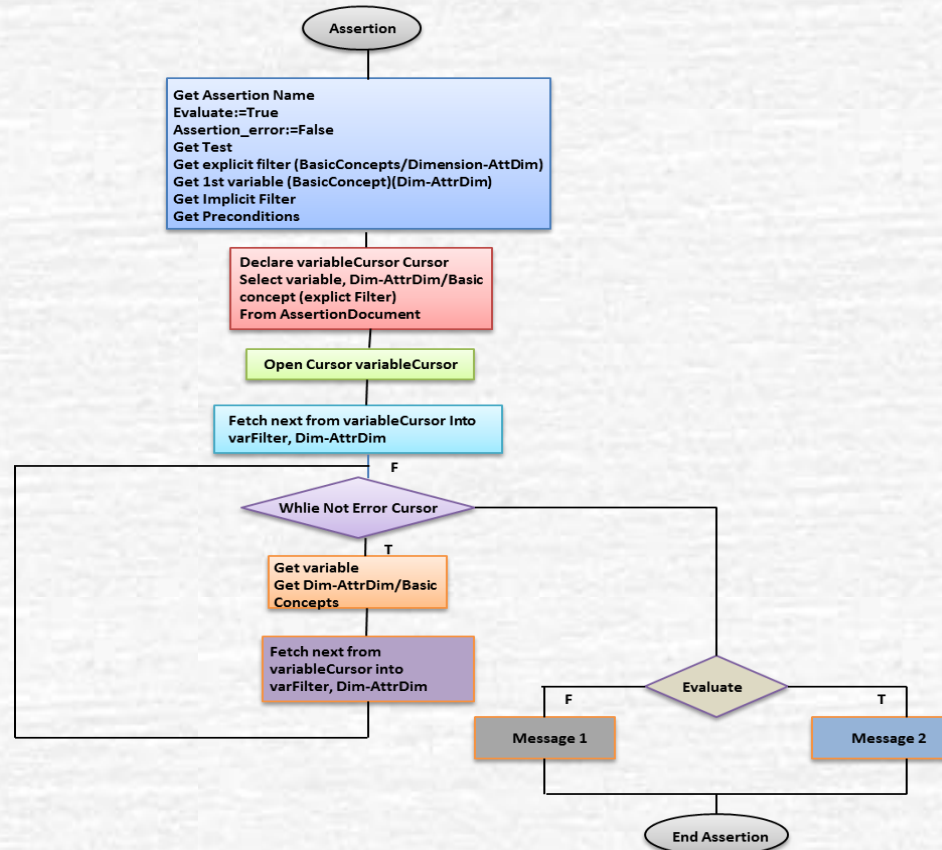 Assertion
Get Assertion Name
Evaluate:=True
Assertion_error:=False
Get Test
Get explicit filter (BasicConcepts/Dimension-AttDim)
Get 1st variable (BasicConcept)(Dim-AttrDim)
Get Implicit Filter
Get Preconditions
Declare variableCursor Cursor
Select variable, Dim-AttrDim/Basic
concept (explict Filter)
From AssertionDocument
Open Cursor variableCursor
Fetch next from variableCursor Into
varFilter, Dim-AttrDim
F
Whlie Not Error Cursor
T
Get variable
Get Dim-AttrDim/Basic
Concepts
Fetch next from
variableCursor into
varFilter, Dim-AttrDim
Evaluate
F
T
Message 1
Message 2
End Assertion